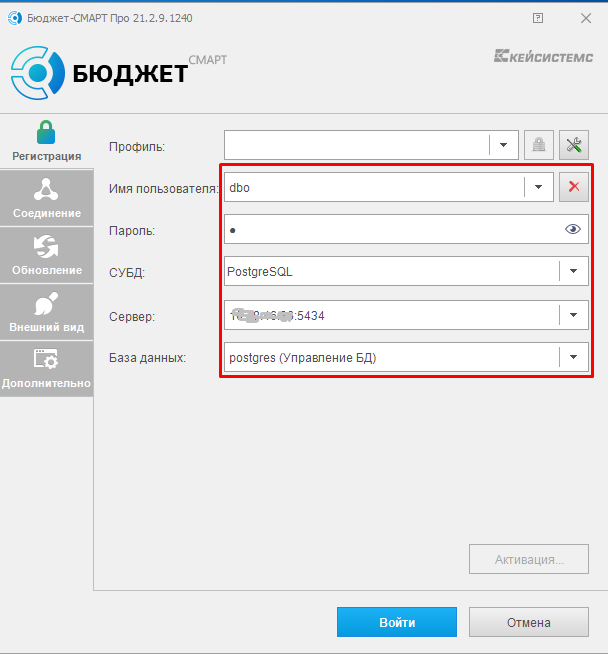 Бюджет-СМАРТ Про 21.2.9.1240
БЮДЖЕТ СМАРТ
КЕЙСИСТЕМС
Регистрация
Профиль:
Имя пользователя:
dbo
Соединение
Пароль:
Обновление
СУБД:
PostgreSQL
Внешний вид
Сервер:
:5434
База данных:
postgres (Управление БД)
Дополнительно
Активация...
Войти
Отмена